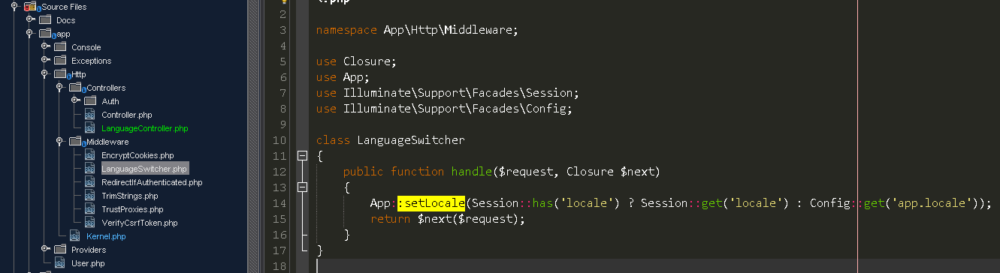 Source Files
Docs
app
Console
Exceptions
Http
Controllers
Auth
Controller.php
LanguageController.php
Middleware
EncryptCookies.php
LanguageSwitcher.php
RedirectIfAuthenticated.php
TrimStrings.php
TrustProxies.php
VerifyCsrfToken.php
Kernel.php
Providers
User.php
<?php
2
3 namespace App\Http\Middleware;
4
5 use Closure;
6 use App;
7 use Illuminate\Support\Facades\Session;
8 use Illuminate\Support\Facades\Config;
9
10 class LanguageSwitcher
11 {
12 public function handle($request, Closure $next)
13 {
14 App::setLocale(Session::has('locale') ? Session::get('locale') : Config::get('app.locale'));
15 return $next($request);
16 }
17 }
18